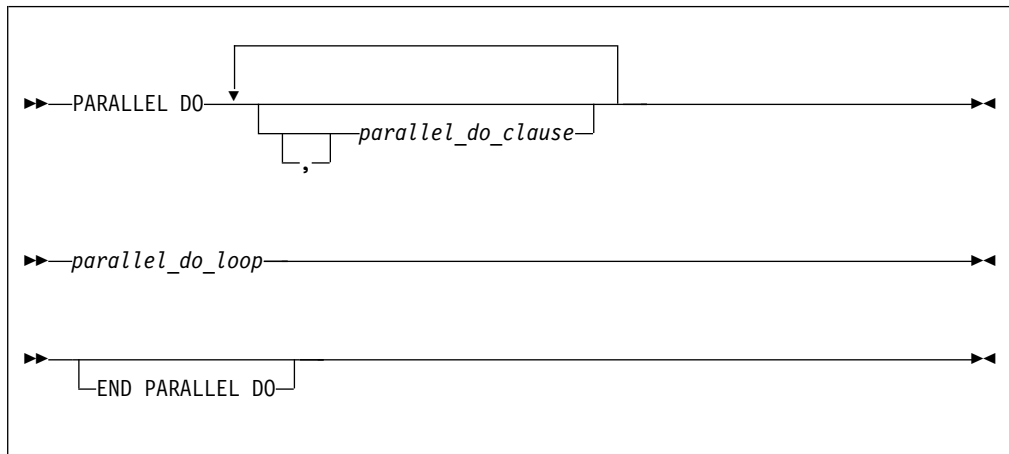 PARALLEL DO
parallel_do_clause
,
parallel_do_loop
END PARALLEL DO